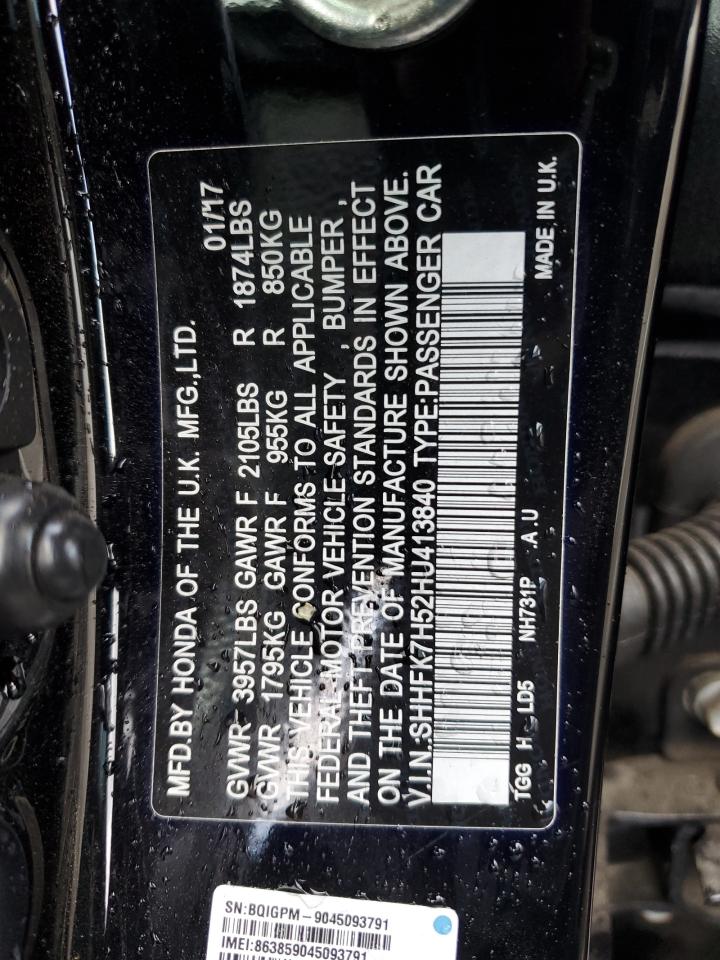 MFD.BY HONDA OF THE U.K. MFG.,LTD. 01/17
GVWR 3957LBS GAWR F 2105LBS R 1874LBS
GVWR 1795KG GAWR F 955KG R 850KG
THIS VEHICLE CONFORMS TO ALL APPLICABLE
FEDERAL MOTOR VEHICLE SAFETY , BUMPER ,
AND THEFT PREVENTION STANDARDS IN EFFECT
ON THE DATE OF MANUFACTURE SHOWN ABOVE.
V.I.N.:SHHFK7H52HU413840 TYPE:PASSENGER CAR
TGG H LD5 NH731P .A.U MADE IN U.K.
SN:BQIGPM-9045093791
IMEI:863859045093791